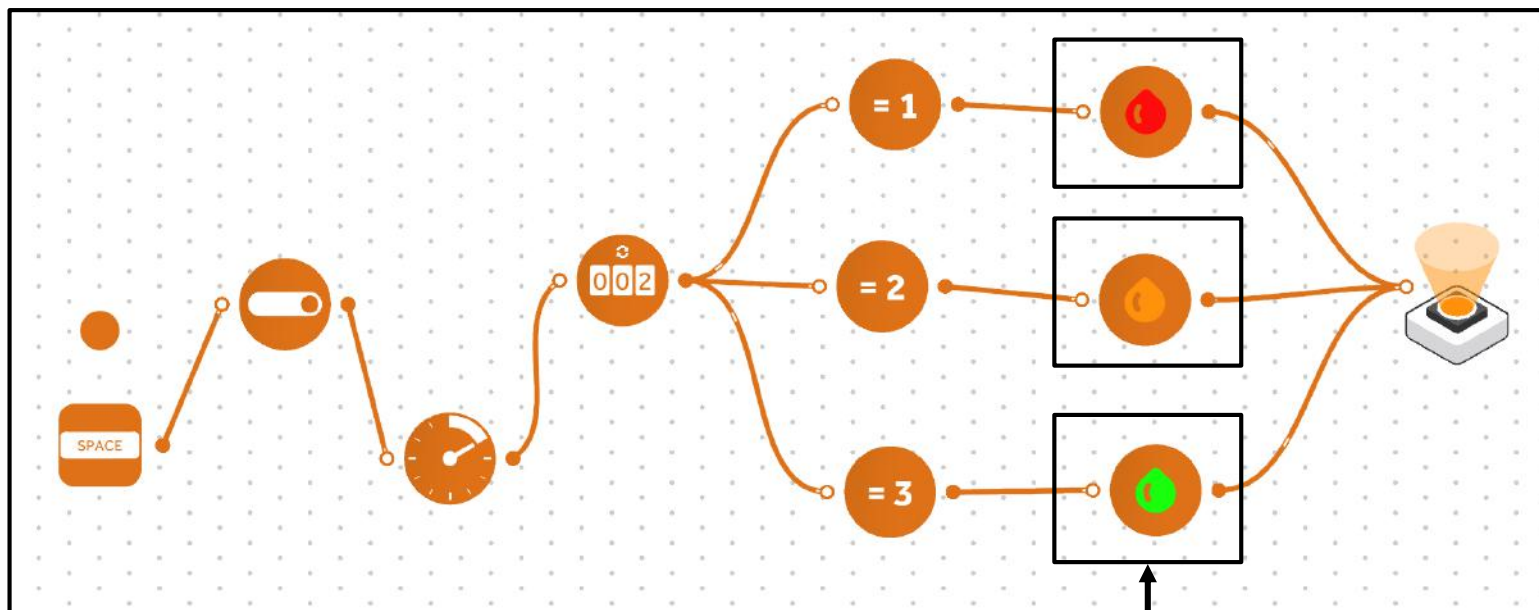 = 1
002
= 2
SPACE
= 3